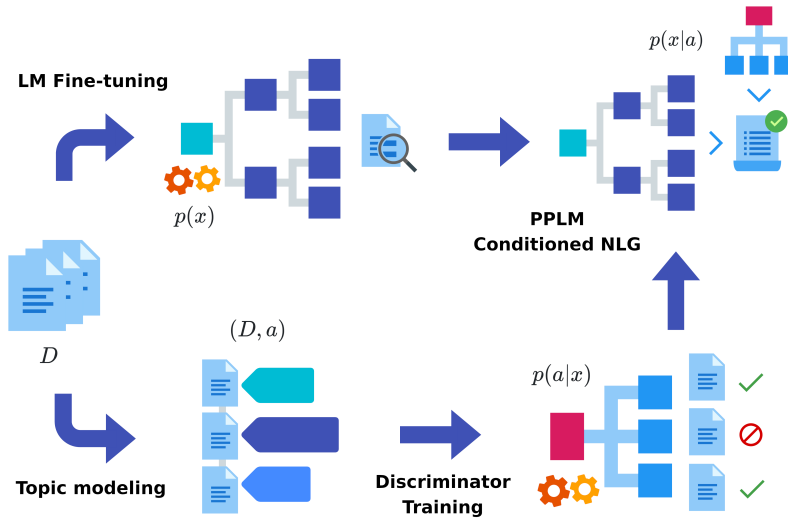 p(x|a)
LM Fine-tuning
p(x)
PPLM
Conditioned NLG
D
(D, a)
p(a|x)
Topic modeling
Discriminator
Training